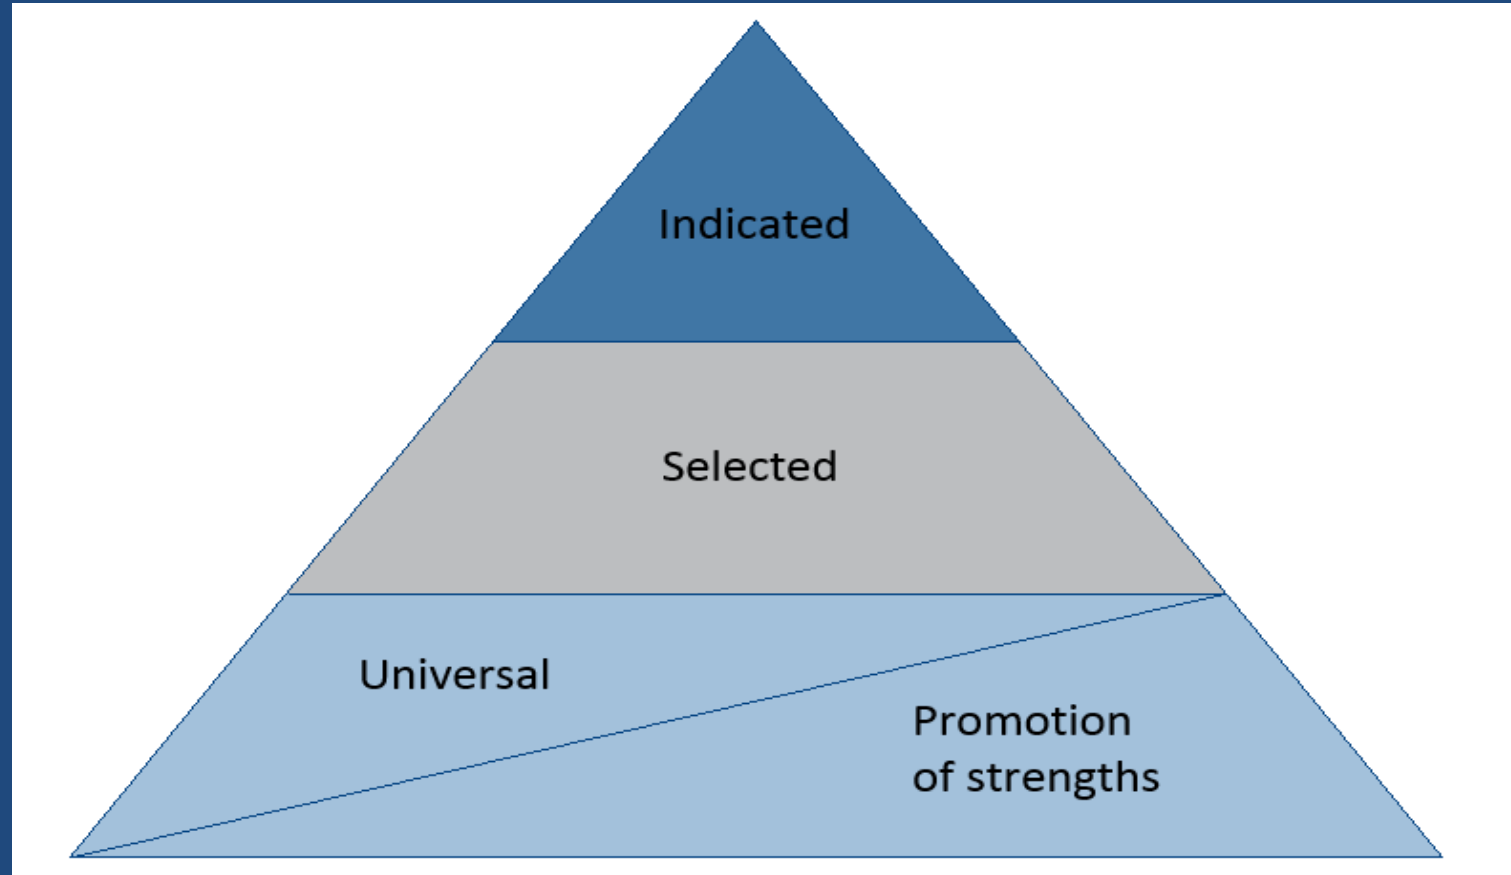 Indicated
Selected
Universal
Promotion
of strengths